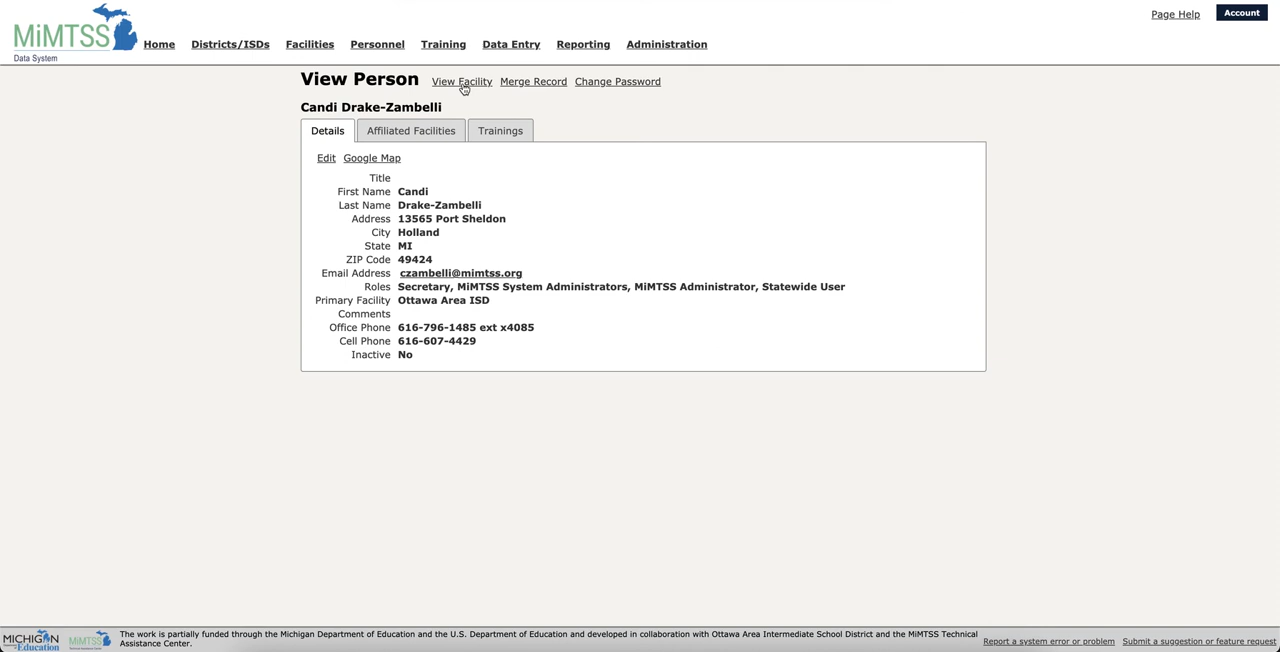 MiMTSS
Data System
Home Districts/ISDs Facilities Personnel Training Data Entry Reporting Administration
Page Help Account
View Person View Facility Merge Record Change Password
Candi Drake-Zambelli
Details Affiliated Facilities Trainings
Edit Google Map
Title
First Name Candi
Last Name Drake-Zambelli
Address 13565 Port Sheldon
City Holland
State MI
ZIP Code 49424
Email Address czambelli@mimtss.org
Roles Secretary, MiMTSS System Administrators, MiMTSS Administrator, Statewide User
Primary Facility Ottawa Area ISD
Comments
Office Phone 616-796-1485 ext x4085
Cell Phone 616-607-4429
Inactive No
MICHIGAN
Education
MiMTSS
The work is partially funded through the Michigan Department of Education and the U.S. Department of Education and developed in collaboration with Ottawa Area Intermediate School District and the MiMTSS Technical
Assistance Center.
Report a system error or problem Submit a suggestion or feature request